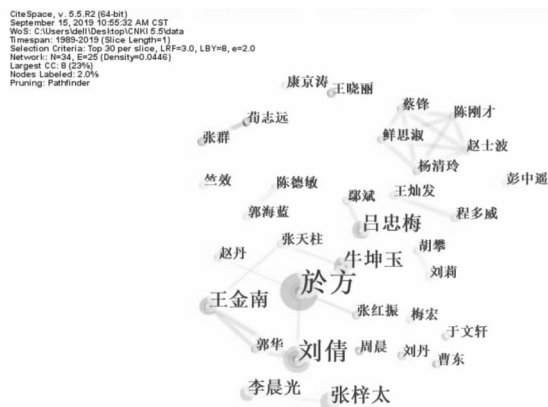 CiteSpace, v. 5.5.R2 (64-bit)
September 15, 2019 10:55:32 AM CST
WoS: C:\Users\dell\Desktop\CNKI 5.5\data
Timespan: 1989-2019 (Slice Length=1)
Selection Criteria: Top 30 per slice, LRF=3.0, LBY=8, e=2.0
Network: N=34, E=25 (Density=0.0446)
Largest CC: 8 (23%)
Nodes Labeled: 2.0%
Pruning: Pathfinder
康京涛
王晓丽
蔡锋
陈刚才
荀志远
张群
鲜思淑
赵士波
杨清玲
彭中遥
竺效
陈德敏
鄢斌
王灿发
郭海蓝
吕忠梅
程多威
张天柱
胡攀
赵丹
牛坤玉
刘莉
於方
王金南
张红振
梅宏
于文轩
郭华
刘倩
周晨
刘丹
曹东
李晨光
张梓太